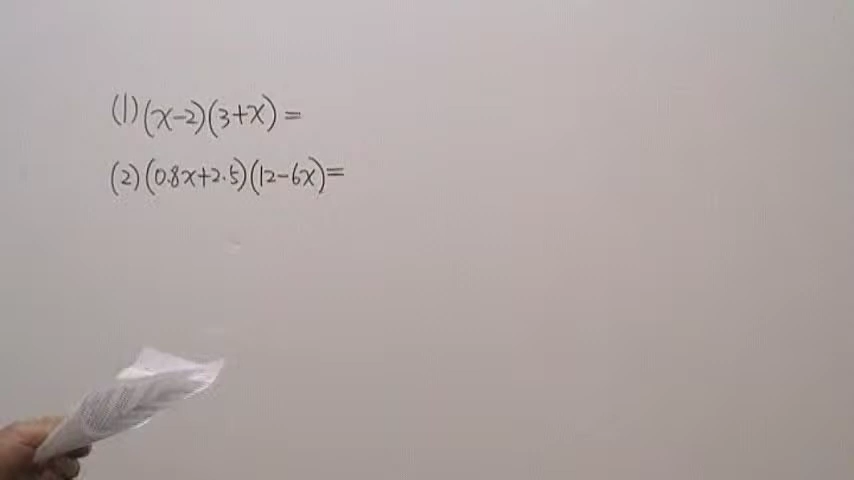 (1)(x-2)(3+x)=
(2)(0.8x+2.5)(12-6x)=